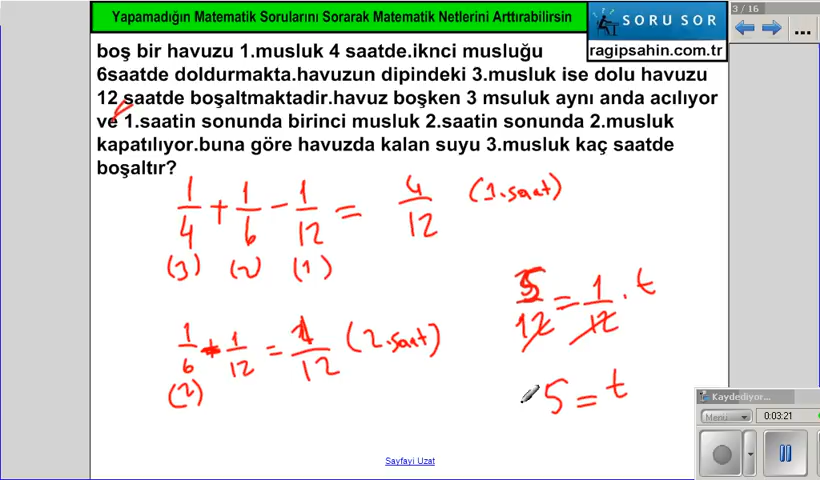 Yapamadığın Matematik Sorularını Sorarak Matematik Netlerini Arttırabilirsin
SORU SOR
ragipsahin.com.tr
3 / 16
...
boş bir havuzu 1.musluk 4 saatde.iknci musluğu
6saatde doldurmakta.havuzun dipindeki 3.musluk ise dolu havuzu
12 saatde boşaltmaktadir.havuz boşken 3 msuluk aynı anda acılıyor
ve 1.saatin sonunda birinci musluk 2.saatin sonunda 2.musluk
kapatılıyor.buna göre havuzda kalan suyu 3.musluk kaç saatde
boşaltır?
1/4 + 1/6 - 1/12 = 4/12 (1.saat)
(3) (2) (1)
5/12 = 1/12 . t
1/6 - 1/12 = 1/12 (2.saat)
(2)
5 = t
Kaydediyor...
Menu
0:03:21
Sayfayi Uzat